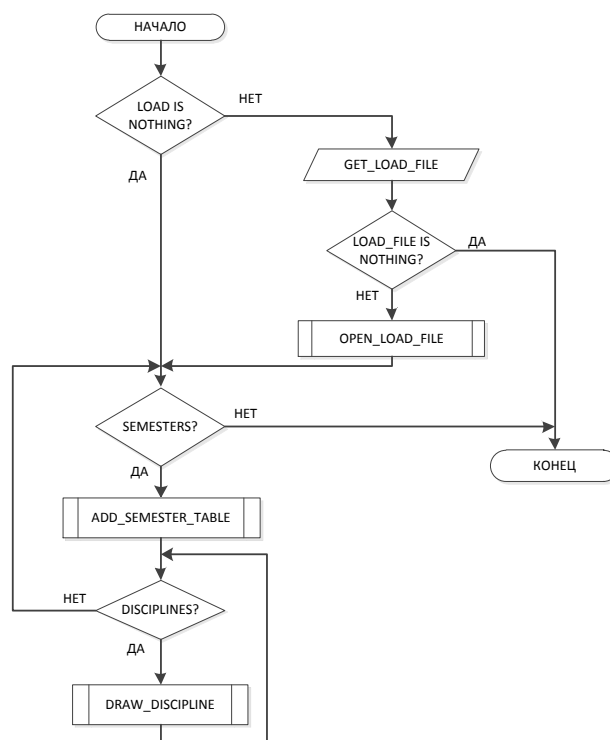 НАЧАЛО
LOAD IS
NOTHING?
НЕТ
ДА
GET_LOAD_FILE
LOAD_FILE IS
NOTHING?
ДА
НЕТ
OPEN_LOAD_FILE
SEMESTERS?
НЕТ
ДА
КОНЕЦ
ADD_SEMESTER_TABLE
DISCIPLINES?
НЕТ
ДА
DRAW_DISCIPLINE